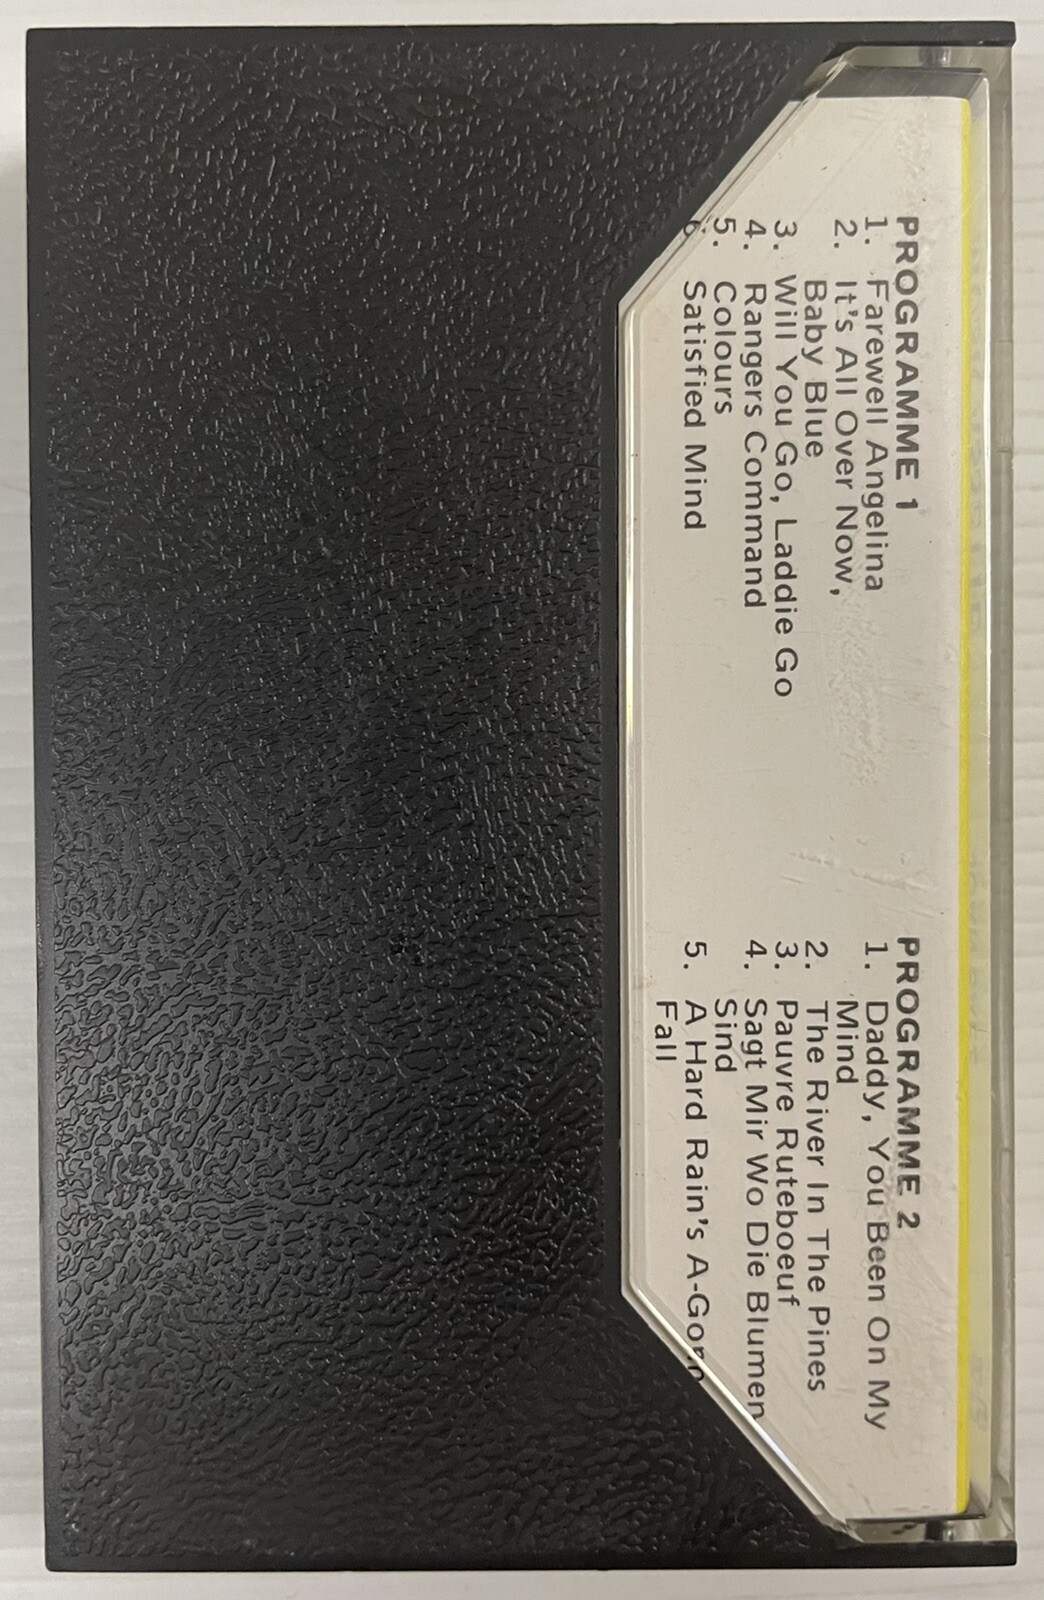 PROGRAMME 1
1. Farewell Angelina
2. It's All Over Now,
Baby Blue
3. Will You Go, Laddie Go
4. Rangers Command
5. Colours
6. Satisfied Mind
PROGRAMME 2
1. Daddy, You Been On My
Mind
2. The River In The Pines
3. Pauvre Ruteboeuf
4. Sagt Mir Wo Die Blumen
Sind
5. A Hard Rain's A-Gonn
Fall